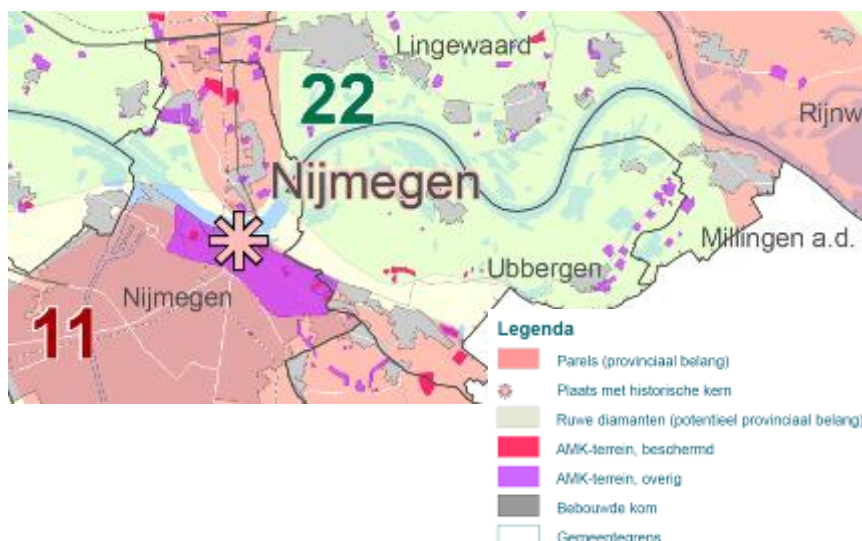 Lingewaard
22
Rijnw
Nijmegen
Millingen a.d.
Ubbergen
Nijmegen
11
Legenda
Parels (provinciaal belang)
Plaats met historische kern
Ruwe diamanten (potentieel provinciaal belang)
AMK-terrein, beschermd
AMK-terrein, overig
Bebouwde kom
Gemeentegrens